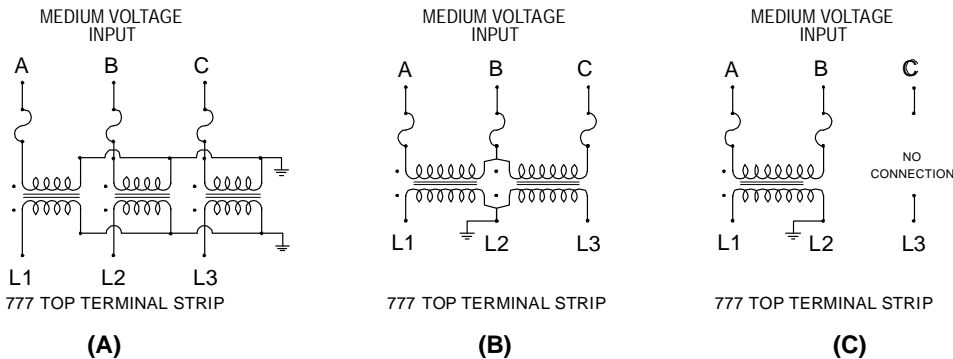 MEDIUM VOLTAGE
INPUT
A B C
L1 L2 L3
777 TOP TERMINAL STRIP
(A)
MEDIUM VOLTAGE
INPUT
A B C
L1 L2 L3
777 TOP TERMINAL STRIP
(B)
MEDIUM VOLTAGE
INPUT
A B C
NO
CONNECTION
L1 L2 L3
777 TOP TERMINAL STRIP
(C)